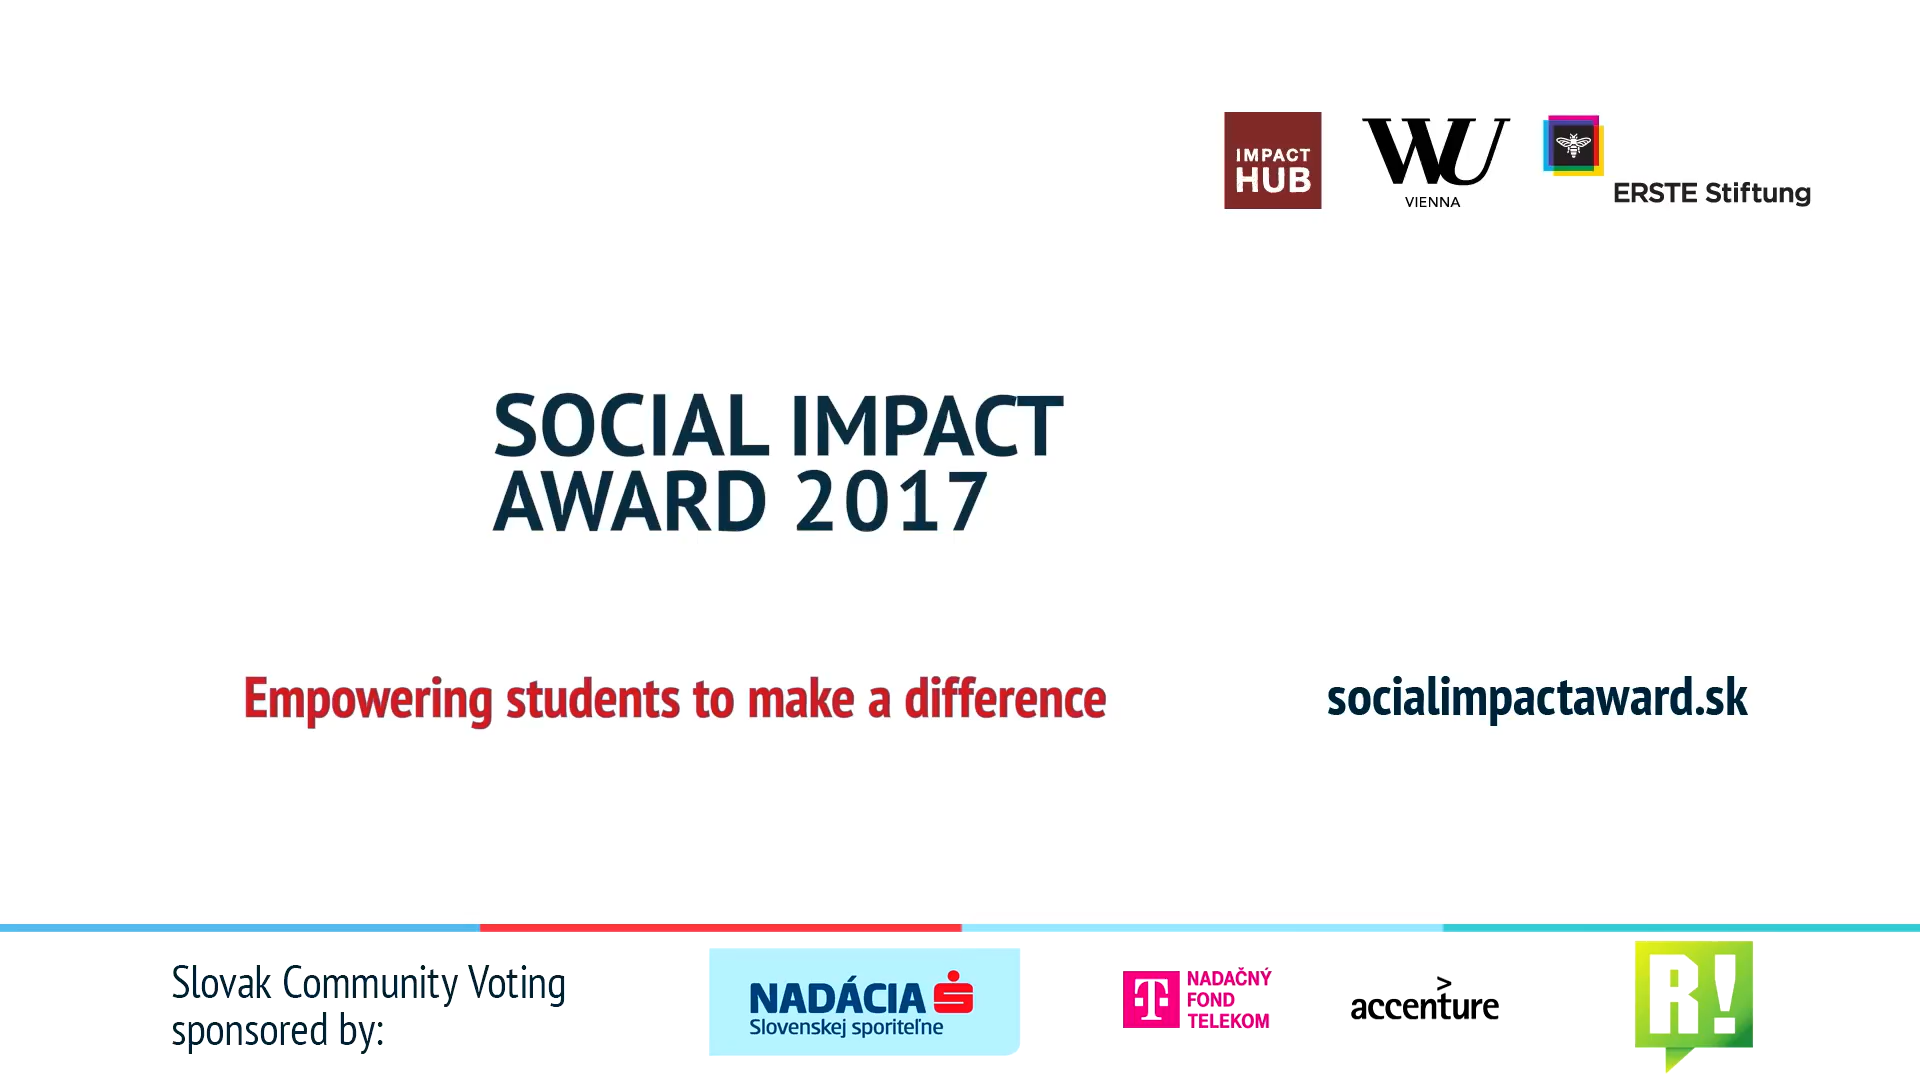 IMPACT
HUB
WU
VIENNA
ERSTE Stiftung
SOCIAL IMPACT
AWARD 2017
Empowering students to make a difference
socialimpactaward.sk
Slovak Community Voting
sponsored by:
NADÁCIA
Slovenskej sporiteľne
T
NADAČNÝ
FOND
TELEKOM
accenture
R!